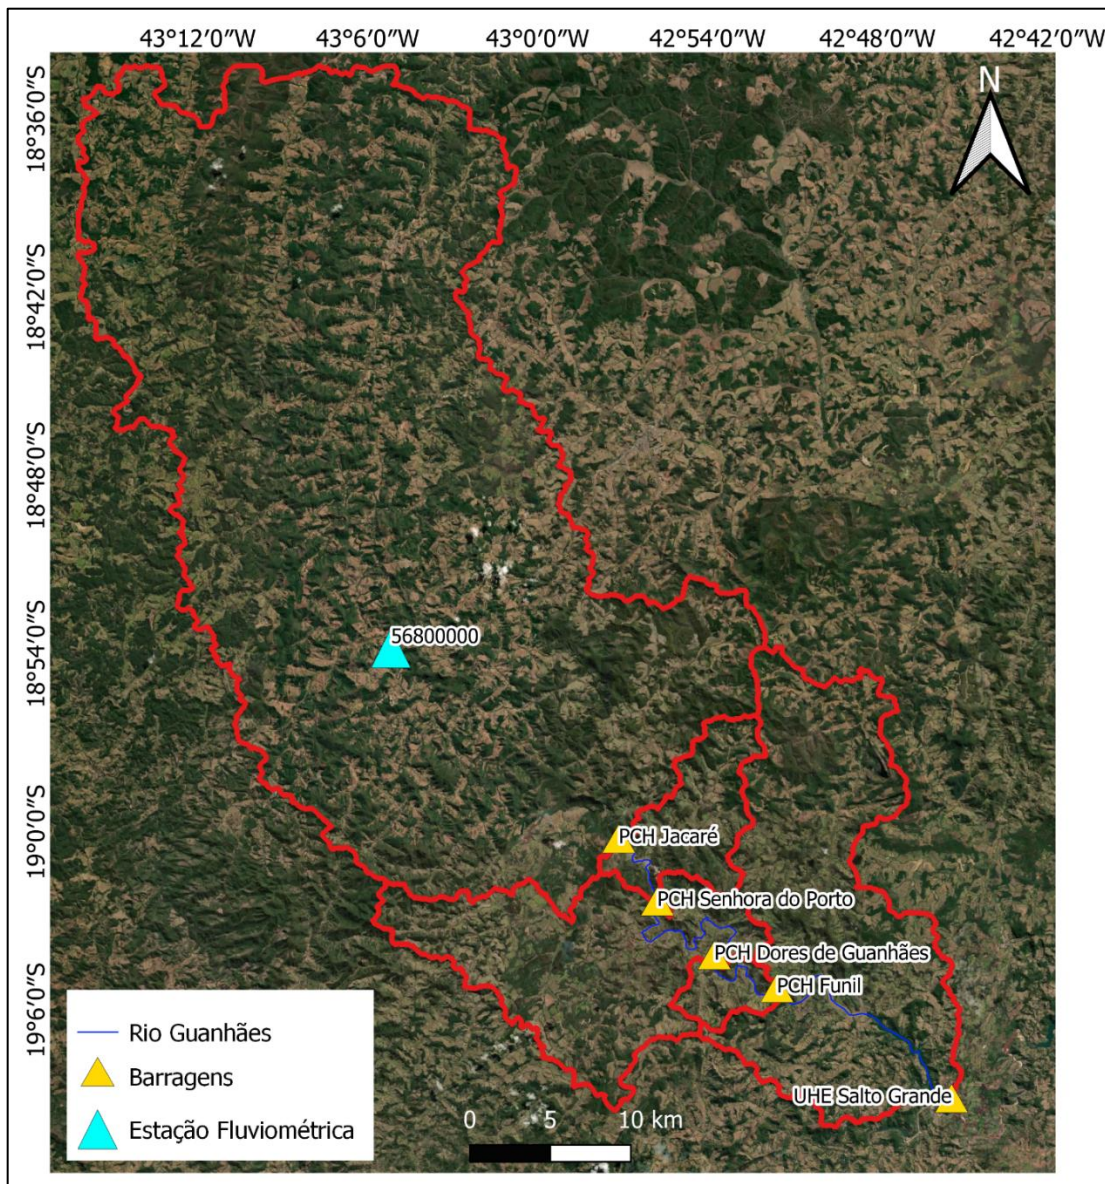 43°12′0″W 43°6′0″W 43°0′0″W 42°54′0″W 42°48′0″W 42°42′0″W
N
18°36′0″S
18°42′0″S
18°48′0″S
18°54′0″S
19°0′0″S
19°6′0″S
56800000
PCH Jacaré
PCH Senhora do Porto
PCH Dores de Guanhães
PCH Funil
UHE Salto Grande
Rio Guanhães
Barragens
Estação Fluviométrica
0 5 10 km